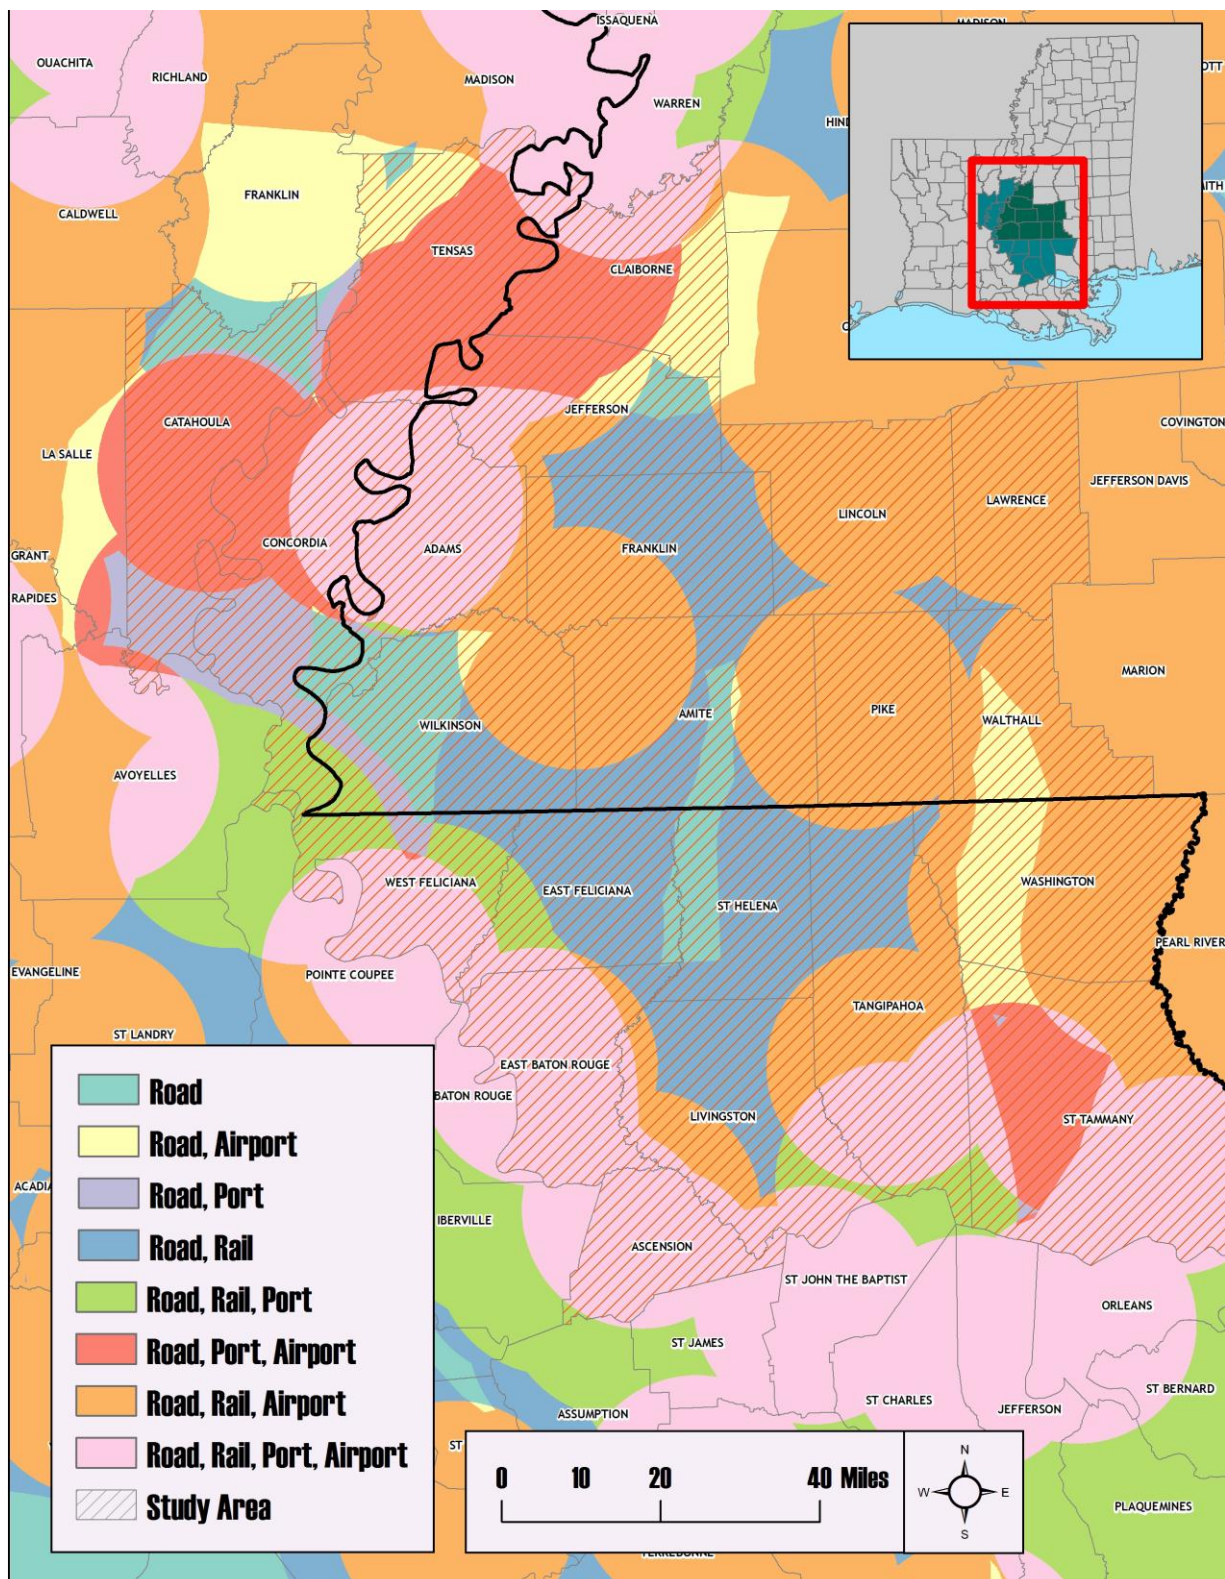 ISSAQUENA
MADISON
OUACHITA
RICHLAND
MADISON
WARREN
FRANKLIN
CALDWELL
TENSAS
CLAIBORNE
CATAHOULA
JEFFERSON
COVINGTON
LA SALLE
JEFFERSON DAVIS
LAWRENCE
LINCOLN
CONCORDIA
ADAMS
FRANKLIN
GRANT
RAPIDES
MARION
PIKE
AMITE
WALTHALL
WILKINSON
AVOYELLES
WEST FELICIANA
EAST FELICIANA
WASHINGTON
ST HELENA
PEARL RIVER
EVANGELINE
POINTE COUPEE
TANGIPAHOA
ST LANDRY
EAST BATON ROUGE
BATON ROUGE
LIVINGSTON
ST TAMMANY
IBERVILLE
ASCENSION
ST JOHN THE BAPTIST
ORLEANS
ST JAMES
ST BERNARD
ST CHARLES
JEFFERSON
ASSUMPTION
ST
PLAQUEMINES
TERREBONNE
Road
Road, Airport
Road, Port
Road, Rail
Road, Rail, Port
Road, Port, Airport
Road, Rail, Airport
Road, Rail, Port, Airport
Study Area
0 10 20 40 Miles
N
W E
S